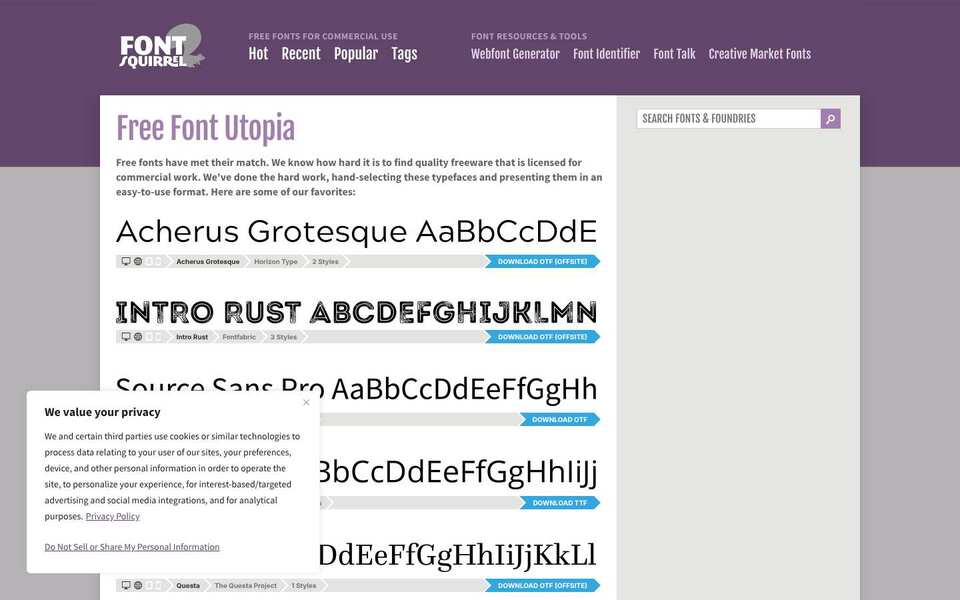 FONT SQUIRREL
FREE FONTS FOR COMMERCIAL USE
Hot Recent Popular Tags
FONT RESOURCES & TOOLS
Webfont Generator Font Identifier Font Talk Creative Market Fonts
Free Font Utopia
SEARCH FONTS & FOUNDRIES
Free fonts have met their match. We know how hard it is to find quality freeware that is licensed for
commercial work. We've done the hard work, hand-selecting these typefaces and presenting them in an
easy-to-use format. Here are some of our favorites:
Acherus Grotesque AaBbCcDdE
Acherus Grotesque Horizon Type 2 Styles DOWNLOAD OTF (OFFSITE)
INTRO RUST ABCDEFGHIJKLMN
Intro Rust Fontfabric 3 Styles DOWNLOAD OTF (OFFSITE)
Source Sans Pro AaBbCcDdEeFfGgHh
DOWNLOAD OTF
BbCcDdEeFfGgHhIiJj
DOWNLOAD TTF
DdEeFfGgHhIiJjKkLl
Questa The Questa Project 1 Styles DOWNLOAD OTF (OFFSITE)
We value your privacy
We and certain third parties use cookies or similar technologies to
process data relating to your user of our sites, your preferences,
device, and other personal information in order to operate the
site, to personalize your experience, for interest-based/targeted
advertising and social media integrations, and for analytical
purposes. Privacy Policy
Do Not Sell or Share My Personal Information